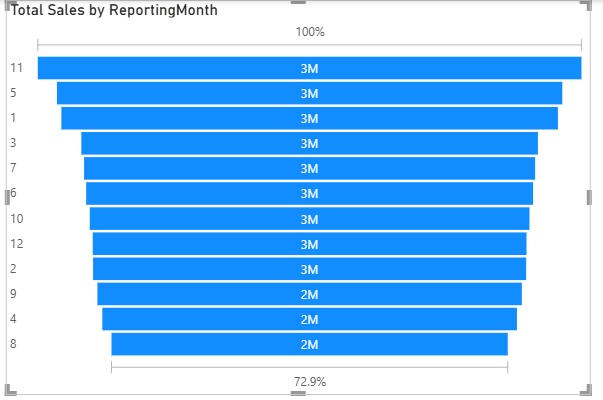 Total Sales by ReportingMonth
100%
11 3M
5 3M
1 3M
3 3M
7 3M
6 3M
10 3M
12 3M
2 3M
9 2M
4 2M
8 2M
72.9%